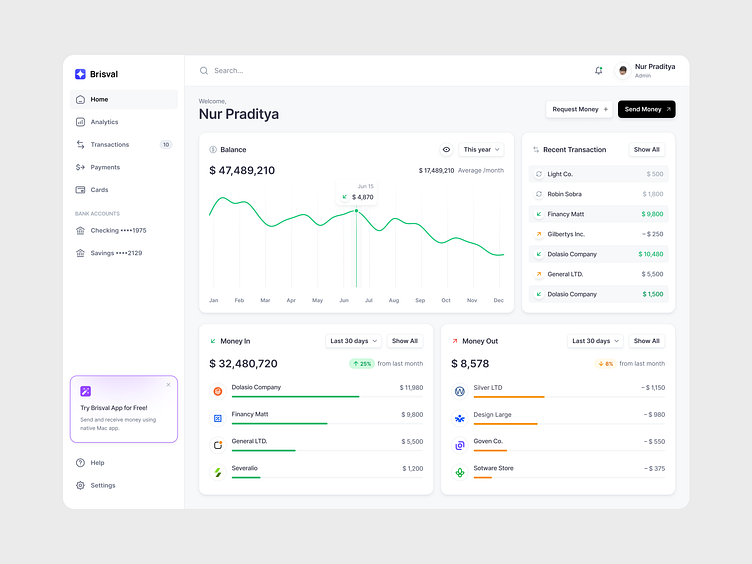 Brisval
Search...
Nur Praditya
Admin
Home
Analytics
Transactions 10
Payments
Cards
BANK ACCOUNTS
Checking ••••1975
Savings ••••2129
Try Brisval App for Free!
Send and receive money using
native Mac app.
Help
Settings
Welcome,
Nur Praditya
Request Money +
Send Money
Balance
This year
$ 47,489,210
$ 17,489,210 Average /month
Jun 15
$ 4,870
Jan Feb Mar Apr May Jun Jul Aug Sep Oct Nov Dec
Recent Transaction
Show All
Light Co. $ 500
Robin Sobra $ 1,800
Financy Matt $ 9,800
Gilbertys Inc. – $ 250
Dolasio Company $ 10,480
General LTD. $ 5,500
Dolasio Company $ 1,500
Money In
Last 30 days
Show All
$ 32,480,720
25% from last month
Dolasio Company $ 11,980
Financy Matt $ 9,800
General LTD. $ 5,500
Severalio $ 1,200
Money Out
Last 30 days
Show All
$ 8,578
8% from last month
Silver LTD – $ 1,150
Design Large – $ 980
Goven Co. – $ 550
Sotware Store – $ 375